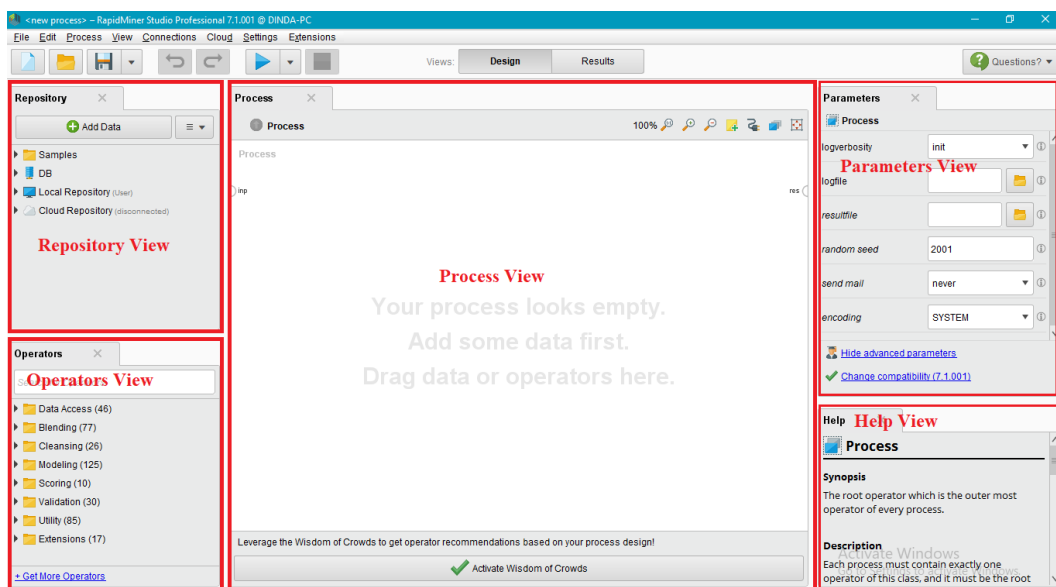 <new process> – RapidMiner Studio Professional 7.1.001 @ DINDA-PC
File Edit Process View Connections Cloud Settings Extensions
Views: Design Results Questions?
Repository
Add Data
Samples
DB
Local Repository (User)
Cloud Repository (disconnected)
Repository View
Operators
Operators View
Data Access (46)
Blending (77)
Cleansing (26)
Modeling (125)
Scoring (10)
Validation (30)
Utility (85)
Extensions (17)
+ Get More Operators
Process
Process
100%
Process
inp
res
Process View
Your process looks empty.
Add some data first.
Drag data or operators here.
Leverage the Wisdom of Crowds to get operator recommendations based on your process design!
Activate Wisdom of Crowds
Parameters
Process
logverbosity init
Parameters View
logfile
resultfile
random seed 2001
send mail never
encoding SYSTEM
Hide advanced parameters
Change compatibility (7.1.001)
Help
Help View
Process
Synopsis
The root operator which is the outer most
operator of every process.
Description
Activate Windows
Each process must contain exactly one
Go to Settings to activate Windows.
operator of this class, and it must be the root